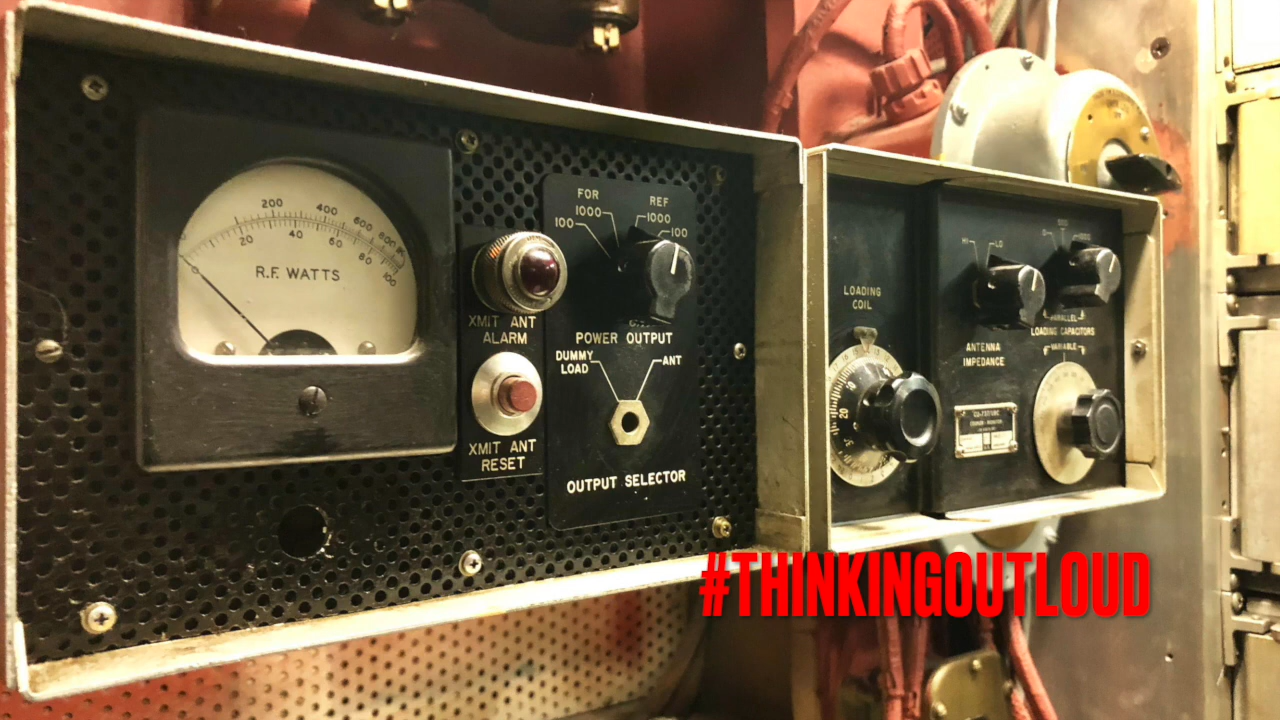 200 400 600 800
20 40 60 80 100
R.F. WATTS
XMIT ANT
ALARM
XMIT ANT
RESET
FOR REF
1000 1000
100 100
POWER OUTPUT
DUMMY
LOAD
ANT
OUTPUT SELECTOR
LOADING
COIL
20
HI LO
ANTENNA
IMPEDANCE
PARALLEL
LOADING CAPACITORS
VARIABLE
#THINKINGOUTLOUD